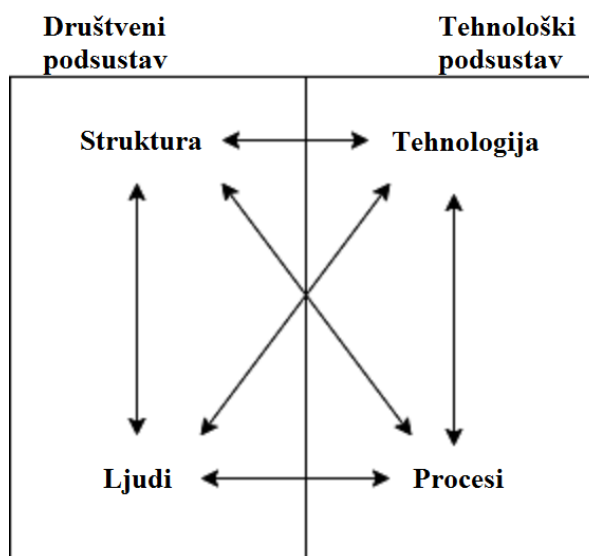 Društveni
podsustav
Tehnološki
podsustav
Struktura
Tehnologija
Ljudi
Procesi